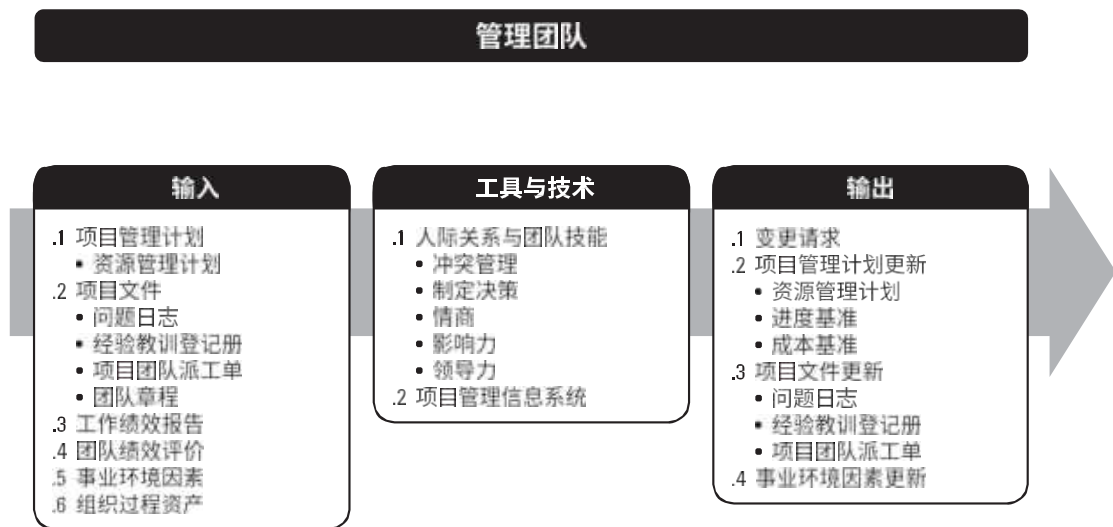 管理团队
输入
.1 项目管理计划
• 资源管理计划
.2 项目文件
• 问题日志
• 经验教训登记册
• 项目团队派工单
• 团队章程
.3 工作绩效报告
.4 团队绩效评价
.5 事业环境因素
.6 组织过程资产
工具与技术
.1 人际关系与团队技能
• 冲突管理
• 制定决策
• 情商
• 影响力
• 领导力
.2 项目管理信息系统
输出
.1 变更请求
.2 项目管理计划更新
• 资源管理计划
• 进度基准
• 成本基准
.3 项目文件更新
• 问题日志
• 经验教训登记册
• 项目团队派工单
.4 事业环境因素更新